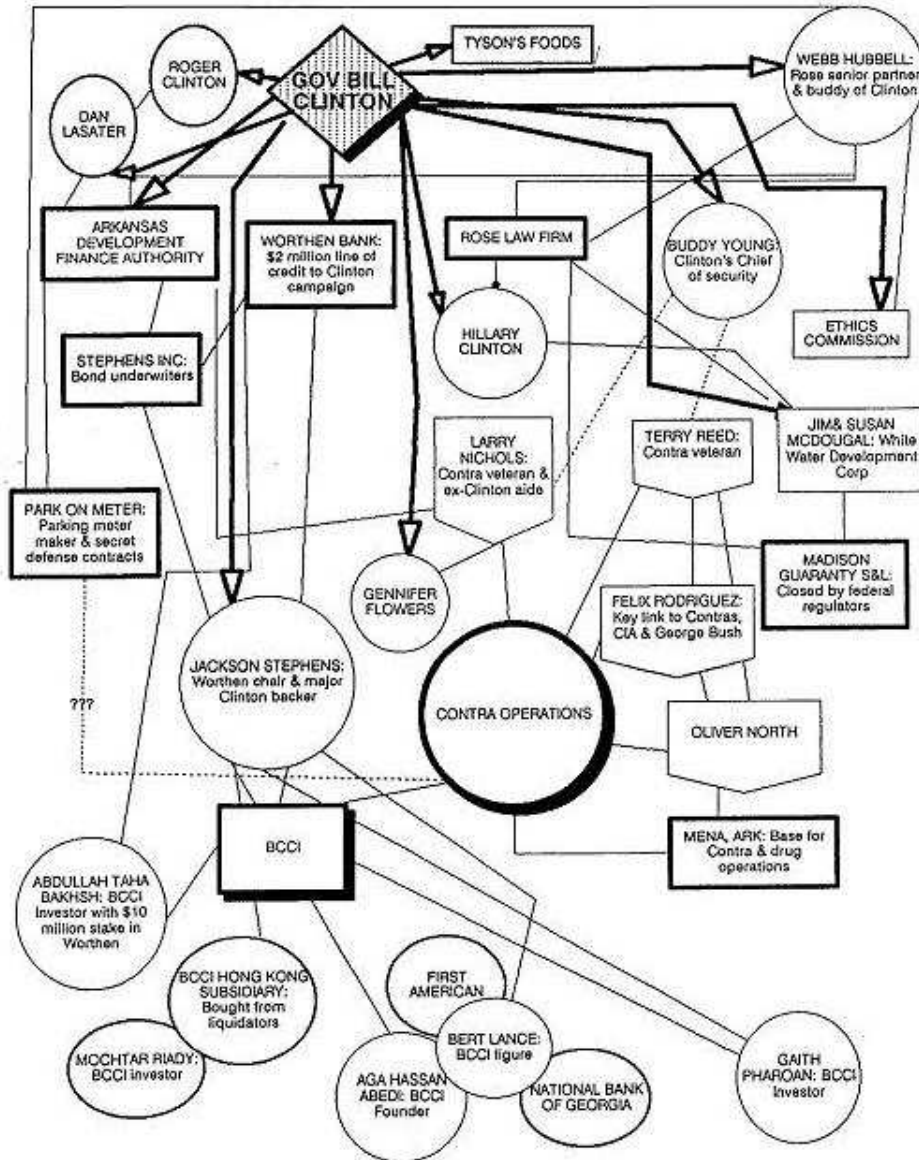 TYSON'S FOODS
ROGER
CLINTON
GOV BILL
CLINTON
WEBB HUBBELL:
Rose senior partner
& buddy of Clinton
DAN
LASATER
ARKANSAS
DEVELOPMENT
FINANCE AUTHORITY
WORTHEN BANK:
$2 million line of
credit to Clinton
campaign
ROSE LAW FIRM
BUDDY YOUNG:
Clinton's Chief
of security
ETHICS
COMMISSION
HILLARY
CLINTON
STEPHENS INC:
Bond underwriters
LARRY
NICHOLS:
Contra veteran &
ex-Clinton aide
TERRY REED:
Contra veteran
JIM& SUSAN
MCDOUGAL: White
Water Development
Corp
PARK ON METER:
Parking meter
maker & secret
defense contracts
GENNIFER
FLOWERS
FELIX RODRIGUEZ:
Key link to Contras,
CIA & George Bush
MADISON
GUARANTY S&L:
Closed by federal
regulators
JACKSON STEPHENS:
Worthen chair & major
Clinton backer
???
CONTRA OPERATIONS
OLIVER NORTH
BCCI
MENA, ARK: Base for
Contra & drug
operations
ABDULLAH TAHA
BAKHSH: BCCI
Investor with $10
million stake in
Worthen
BCCI HONG KONG
SUBSIDIARY:
Bought from
liquidators
FIRST
AMERICAN
MOCHTAR RIADY:
BCCI investor
BERT LANCE:
BCCI figure
AGA HASSAN
ABEDI: BCCI
Founder
NATIONAL BANK
OF GEORGIA
GAITH
PHAROAN: BCCI
Investor